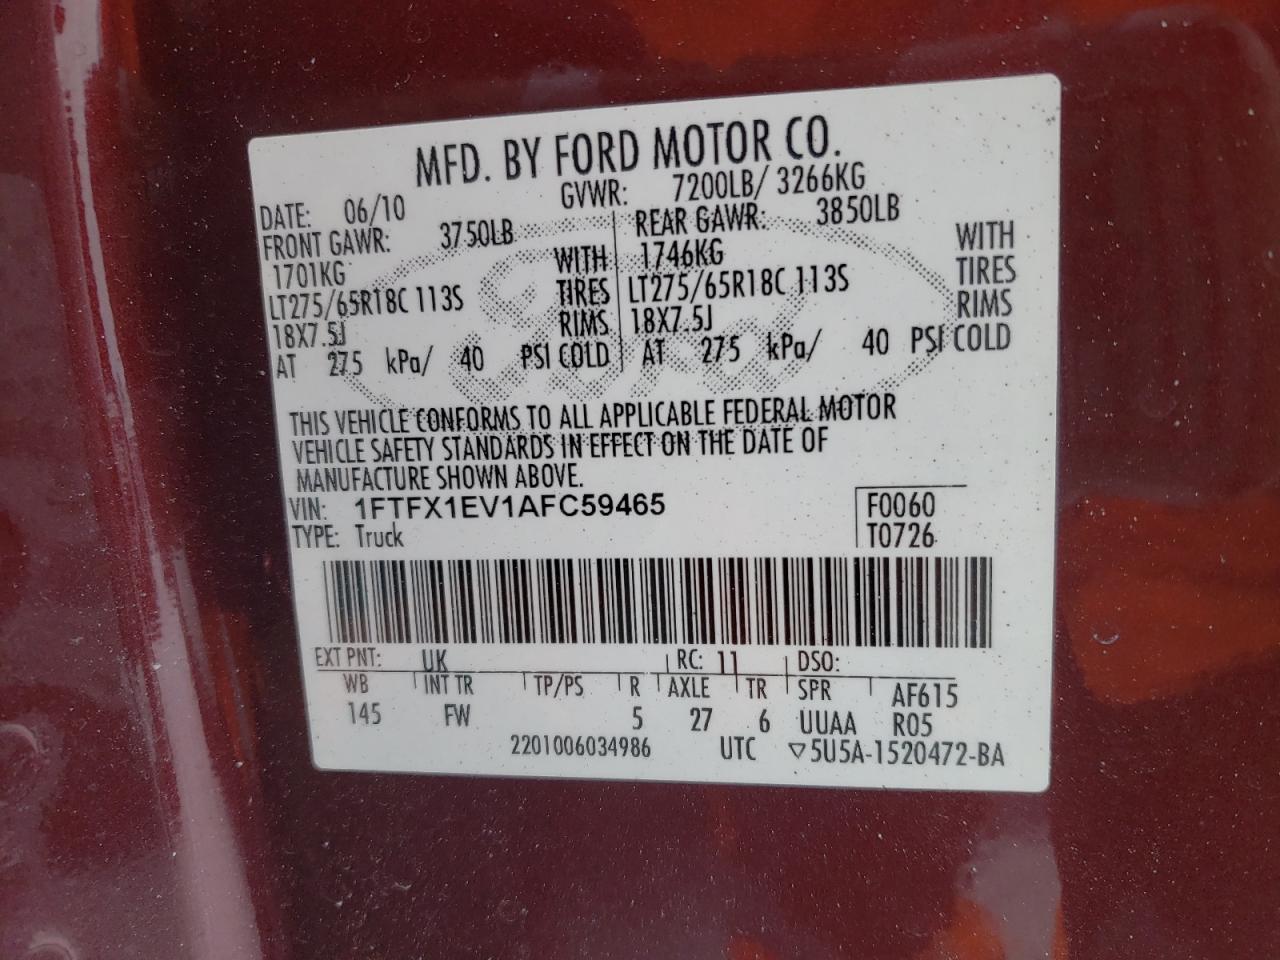 MFD. BY FORD MOTOR CO.
DATE: 06/10 GVWR: 7200LB/ 3266KG
FRONT GAWR: 3750LB REAR GAWR: 3850LB
1701KG WITH 1746KG WITH
LT275/65R18C 113S TIRES LT275/65R18C 113S TIRES
18X7.5J RIMS 18X7.5J RIMS
AT 275 kPa/ 40 PSI COLD AT 275 kPa/ 40 PSI COLD
THIS VEHICLE CONFORMS TO ALL APPLICABLE FEDERAL MOTOR
VEHICLE SAFETY STANDARDS IN EFFECT ON THE DATE OF
MANUFACTURE SHOWN ABOVE.
VIN: 1FTFX1EV1AFC59465 F0060
TYPE: Truck T0726
EXT PNT: UK RC: 11 DSO:
WB INT TR TP/PS R AXLE TR SPR AF615
145 FW 5 27 6 UUAA R05
2201006034986 UTC ▽5U5A-1520472-BA
Ford